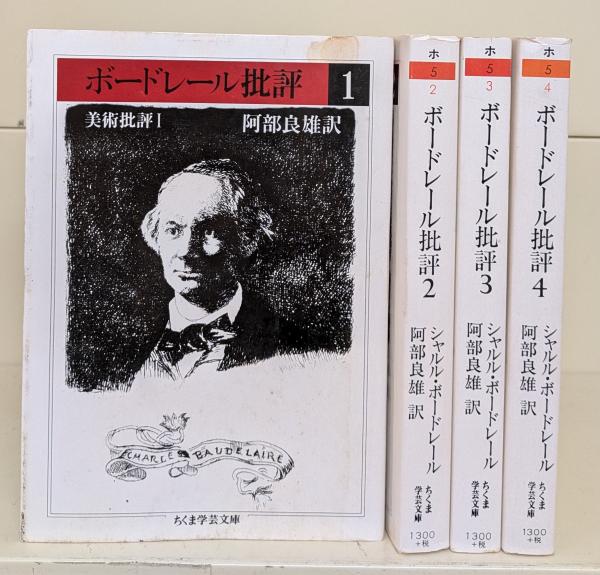 ボードレール批評 1
美術批評 I 阿部良雄訳
CHARLES BAUDELAIRE
ちくま学芸文庫
ホ
5
2
ボードレール批評 2
シャルル・ボードレール
阿部良雄 訳
ちくま
学芸文庫
1300
+税
ホ
5
3
ボードレール批評 3
シャルル・ボードレール
阿部良雄 訳
ちくま
学芸文庫
1300
+税
ホ
5
4
ボードレール批評 4
シャルル・ボードレール
阿部良雄 訳
ちくま
学芸文庫
1300
+税